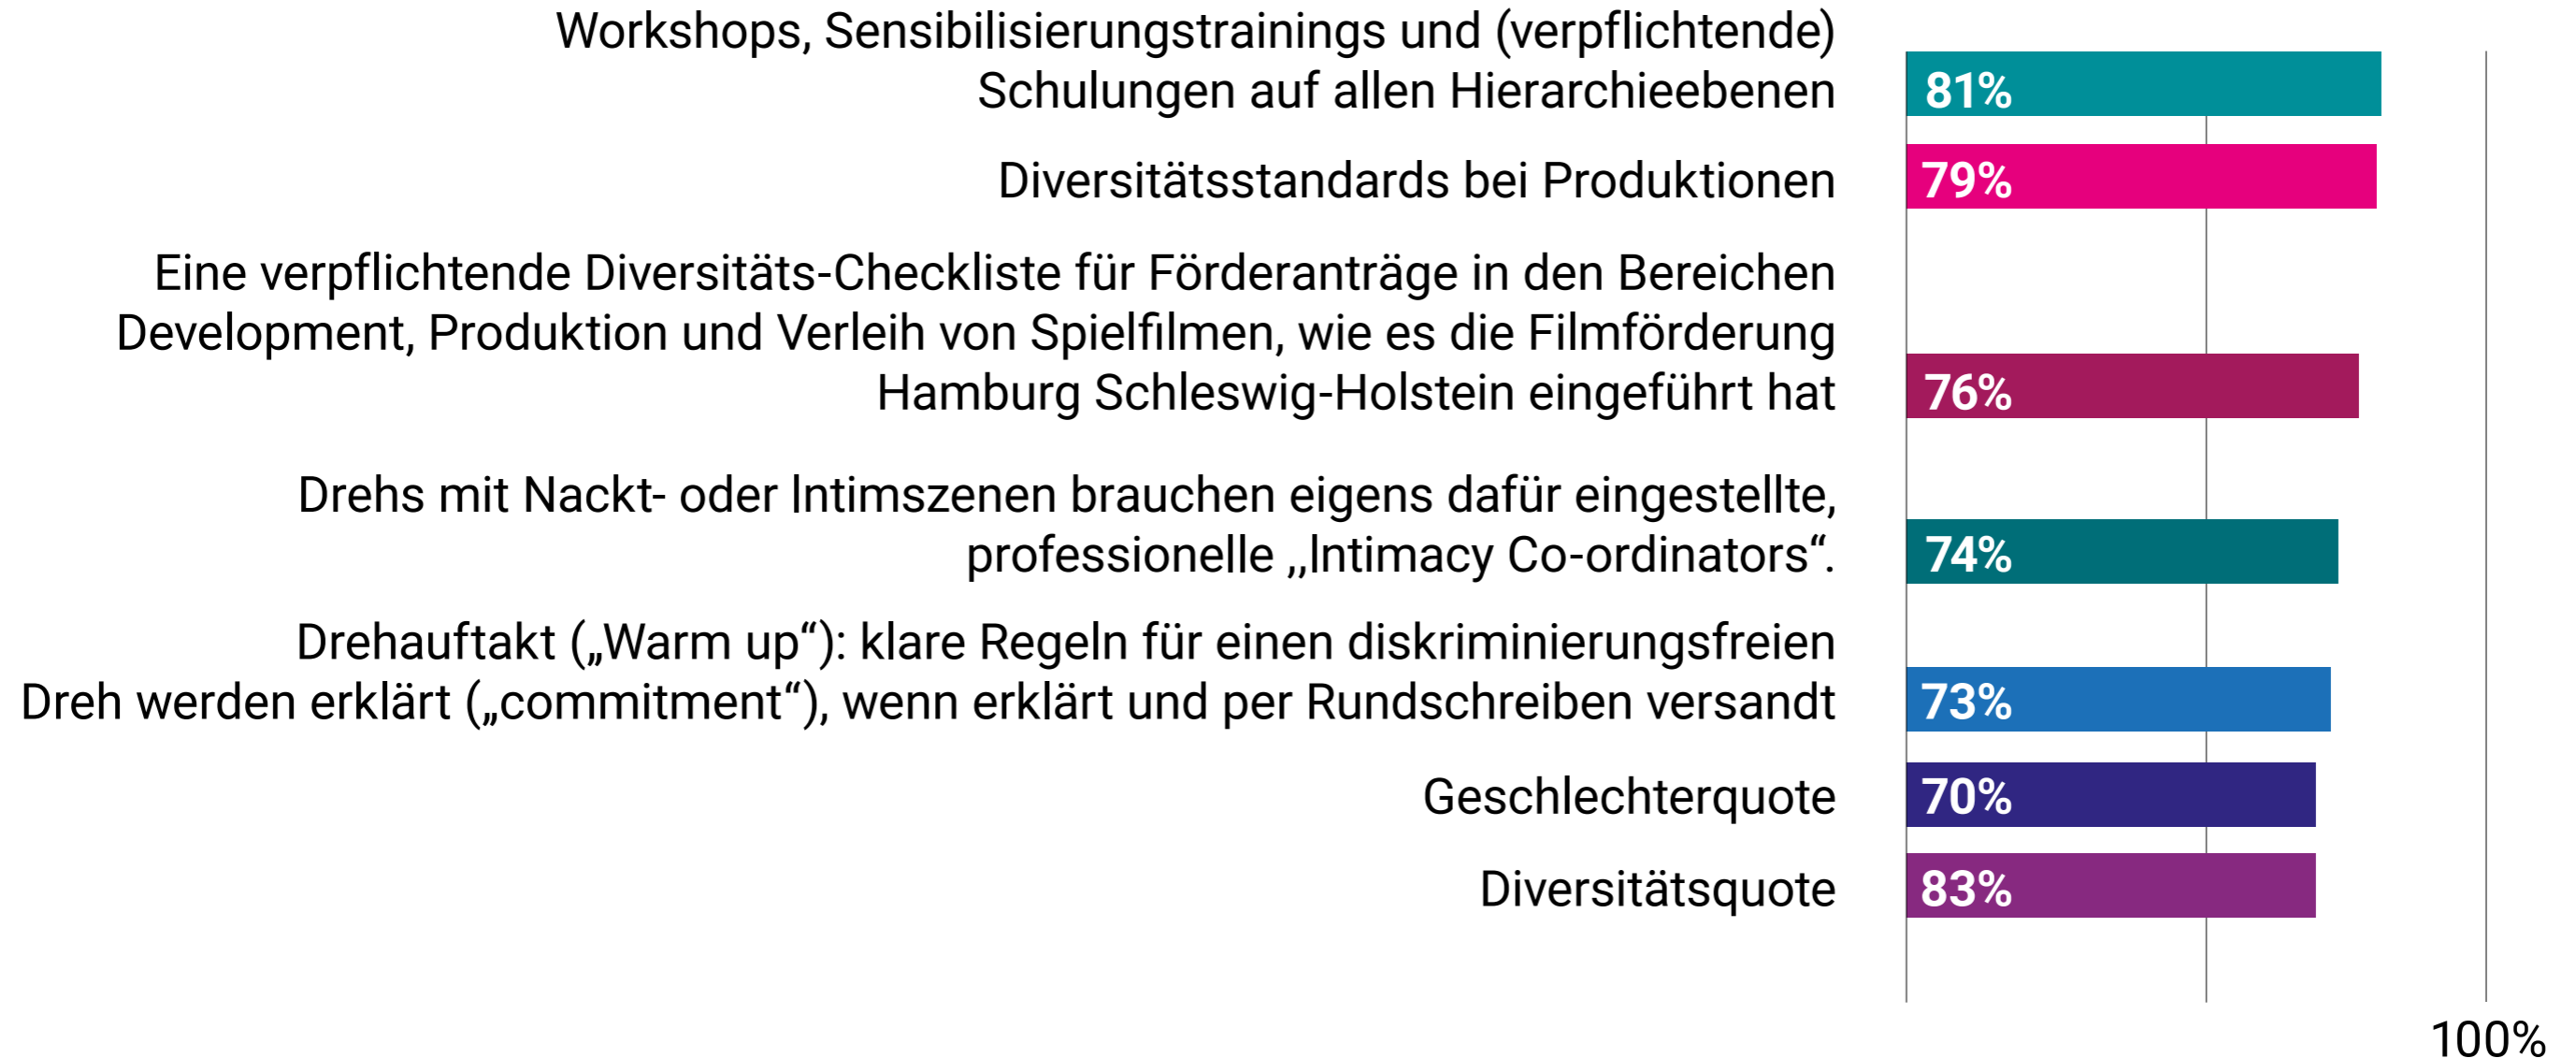 Workshops, Sensibilisierungstrainings und (verpflichtende)
Schulungen auf allen Hierarchieebenen
81%
Diversitätsstandards bei Produktionen
79%
Eine verpflichtende Diversitäts-Checkliste für Förderanträge in den Bereichen
Development, Produktion und Verleih von Spielfilmen, wie es die Filmförderung
Hamburg Schleswig-Holstein eingeführt hat
76%
Drehs mit Nackt- oder Intimszenen brauchen eigens dafür eingestellte,
professionelle ,,Intimacy Co-ordinators“.
74%
Drehauftakt („Warm up“): klare Regeln für einen diskriminierungsfreien
Dreh werden erklärt („commitment“), wenn erklärt und per Rundschreiben versandt
73%
Geschlechterquote
70%
Diversitätsquote
83%
100%